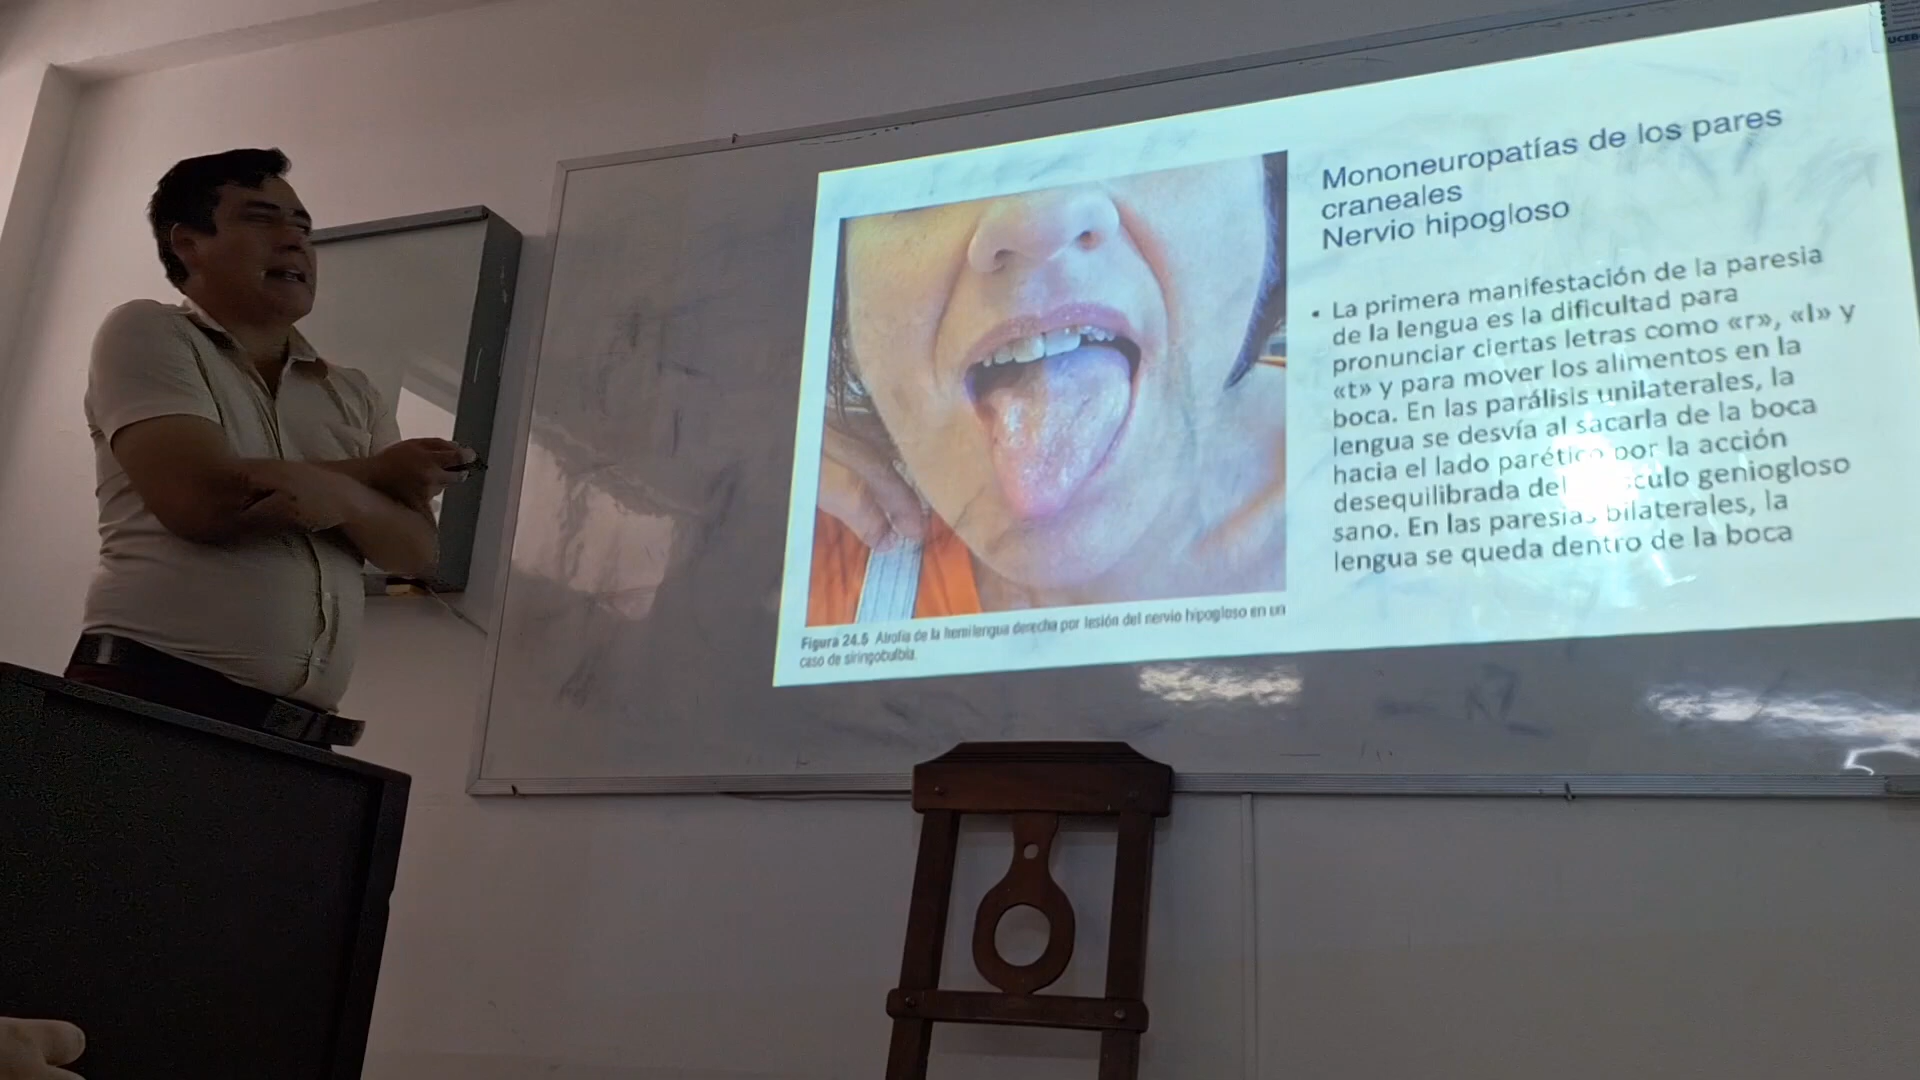 UCED
Mononeuropatías de los pares
craneales
Nervio hipogloso
• La primera manifestación de la paresia
de la lengua es la dificultad para
pronunciar ciertas letras como «r», «l» y
«t» y para mover los alimentos en la
boca. En las parálisis unilaterales, la
lengua se desvía al sacarla de la boca
hacia el lado parético por la acción
desequilibrada del culo geniogloso
sano. En las paresias bilaterales, la
lengua se queda dentro de la boca
Figura 24.5 Atrofia de la hemilengua derecha por lesión del nervio hipogloso en un
caso de siringobulbia.